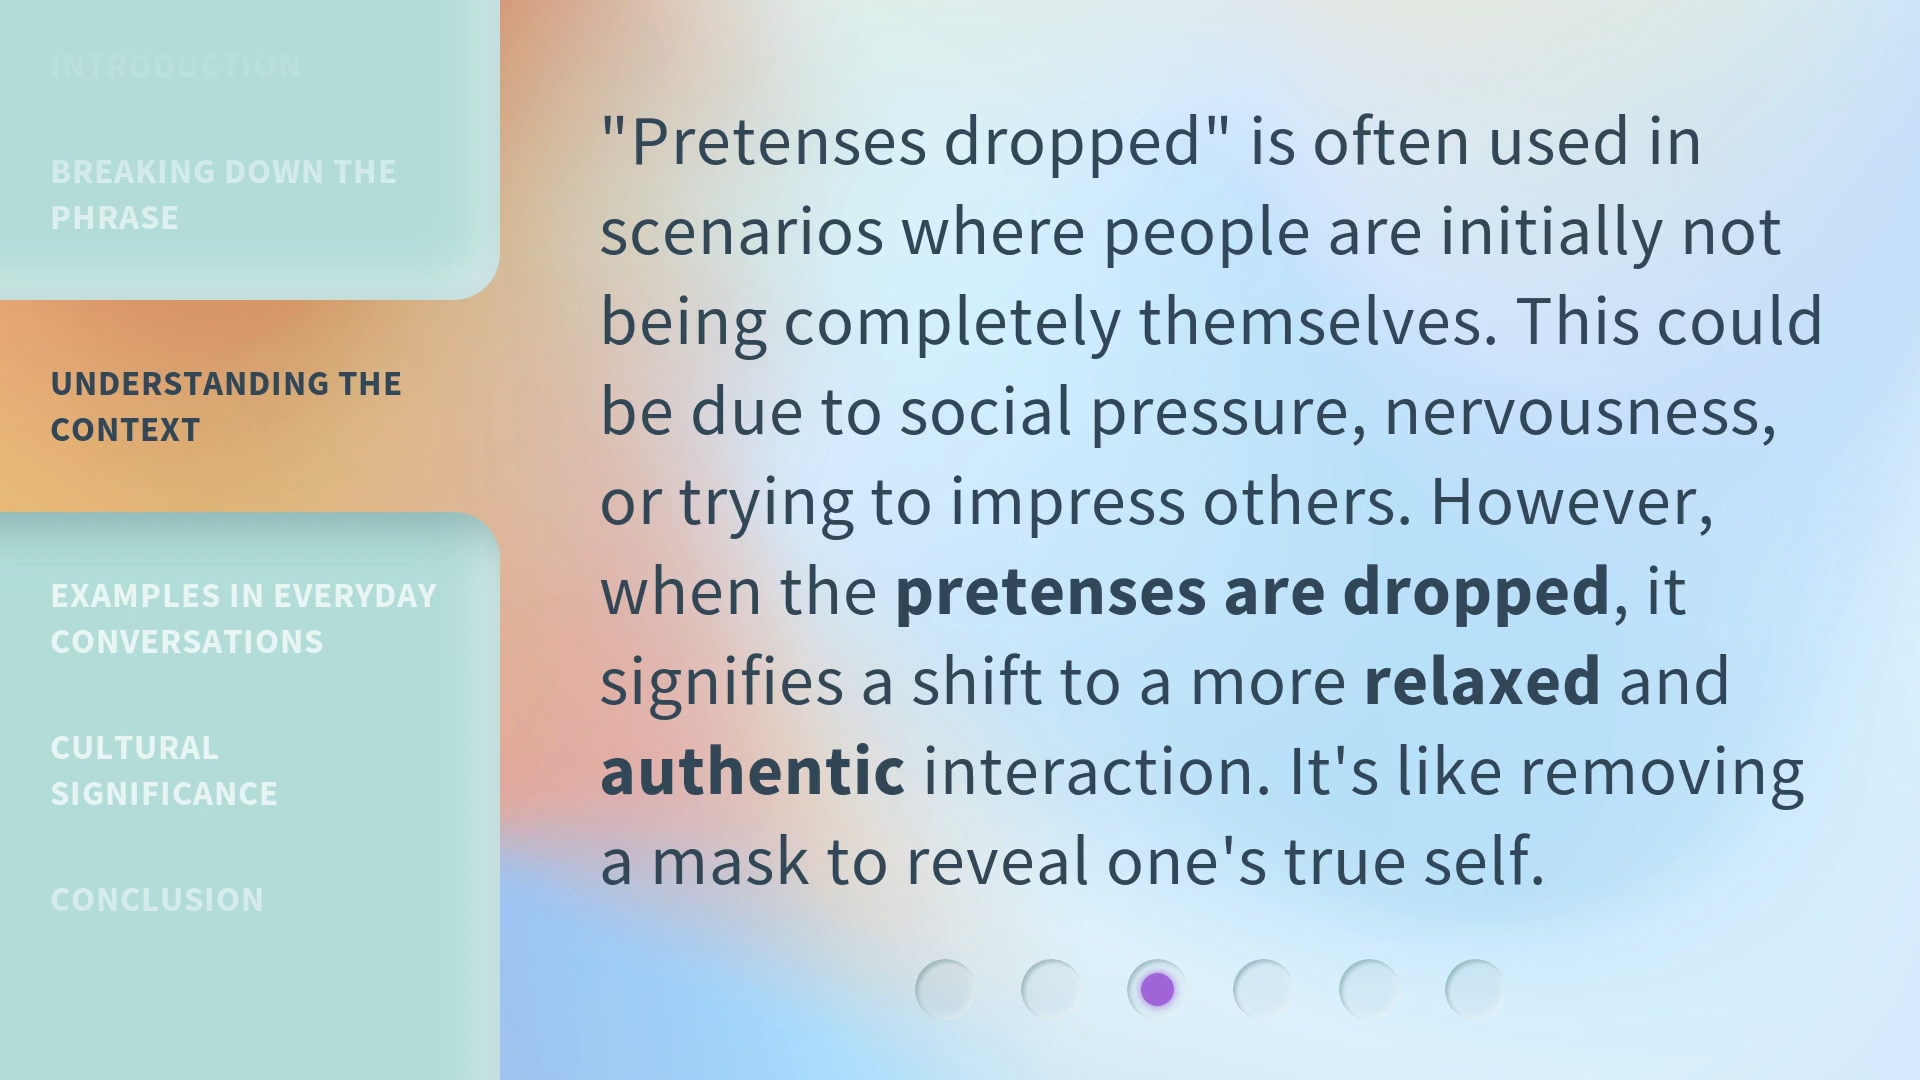 INTRODUCTION
BREAKING DOWN THE
PHRASE
UNDERSTANDING THE
CONTEXT
EXAMPLES IN EVERYDAY
CONVERSATIONS
CULTURAL
SIGNIFICANCE
CONCLUSION
"Pretenses dropped" is often used in
scenarios where people are initially not
being completely themselves. This could
be due to social pressure, nervousness,
or trying to impress others. However,
when the pretenses are dropped, it
signifies a shift to a more relaxed and
authentic interaction. It's like removing
a mask to reveal one's true self.